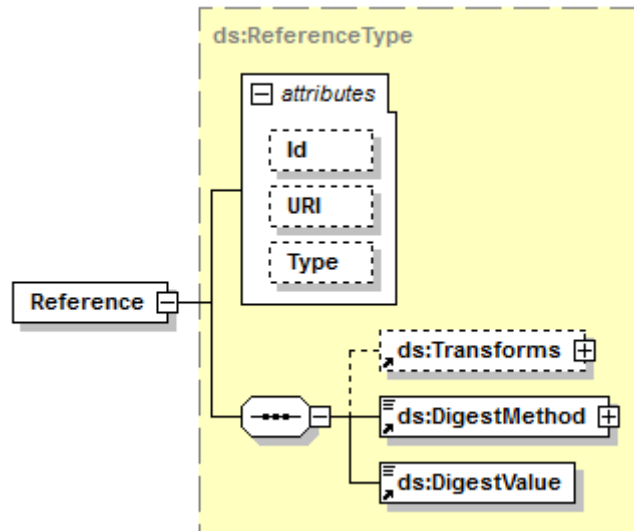 ds:ReferenceType
attributes
Id
URI
Type
Reference
ds:Transforms
ds:DigestMethod
ds:DigestValue